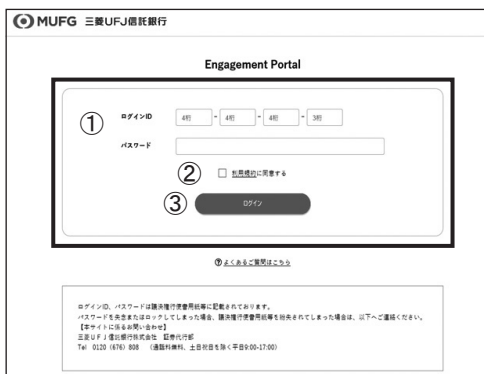 MUFG 三菱UFJ信託銀行
Engagement Portal
①
ログインID 4桁 - 4桁 - 4桁 - 3桁
パスワード
② 利用規約に同意する
③ ログイン
? よくあるご質問はこちら
ログインID、パスワードは議決権行使書用紙等に記載されております。
パスワードを失念またはロックしてしまった場合、議決権行使書用紙等を紛失されてしまった場合は、以下へご連絡ください。
【本サイトに係るお問い合わせ】
三菱UFJ信託銀行株式会社 証券代行部
Tel 0120 (676) 808 (通話料無料、土日祝日を除く平日9:00-17:00)